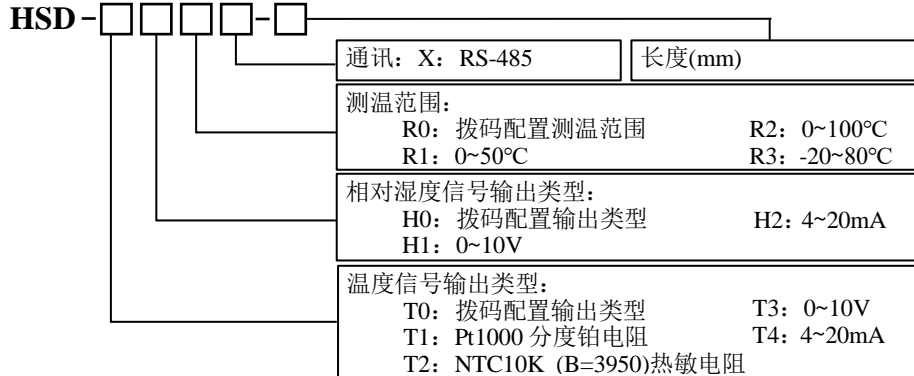 HSD-□□□□-□
通讯：X：RS-485
长度(mm)
测温范围：
R0：拨码配置测温范围 R2：0~100℃
R1：0~50℃ R3：-20~80℃
相对湿度信号输出类型：
H0：拨码配置输出类型 H2：4~20mA
H1：0~10V
温度信号输出类型：
T0：拨码配置输出类型 T3：0~10V
T1：Pt1000 分度铂电阻 T4：4~20mA
T2：NTC10K (B=3950)热敏电阻